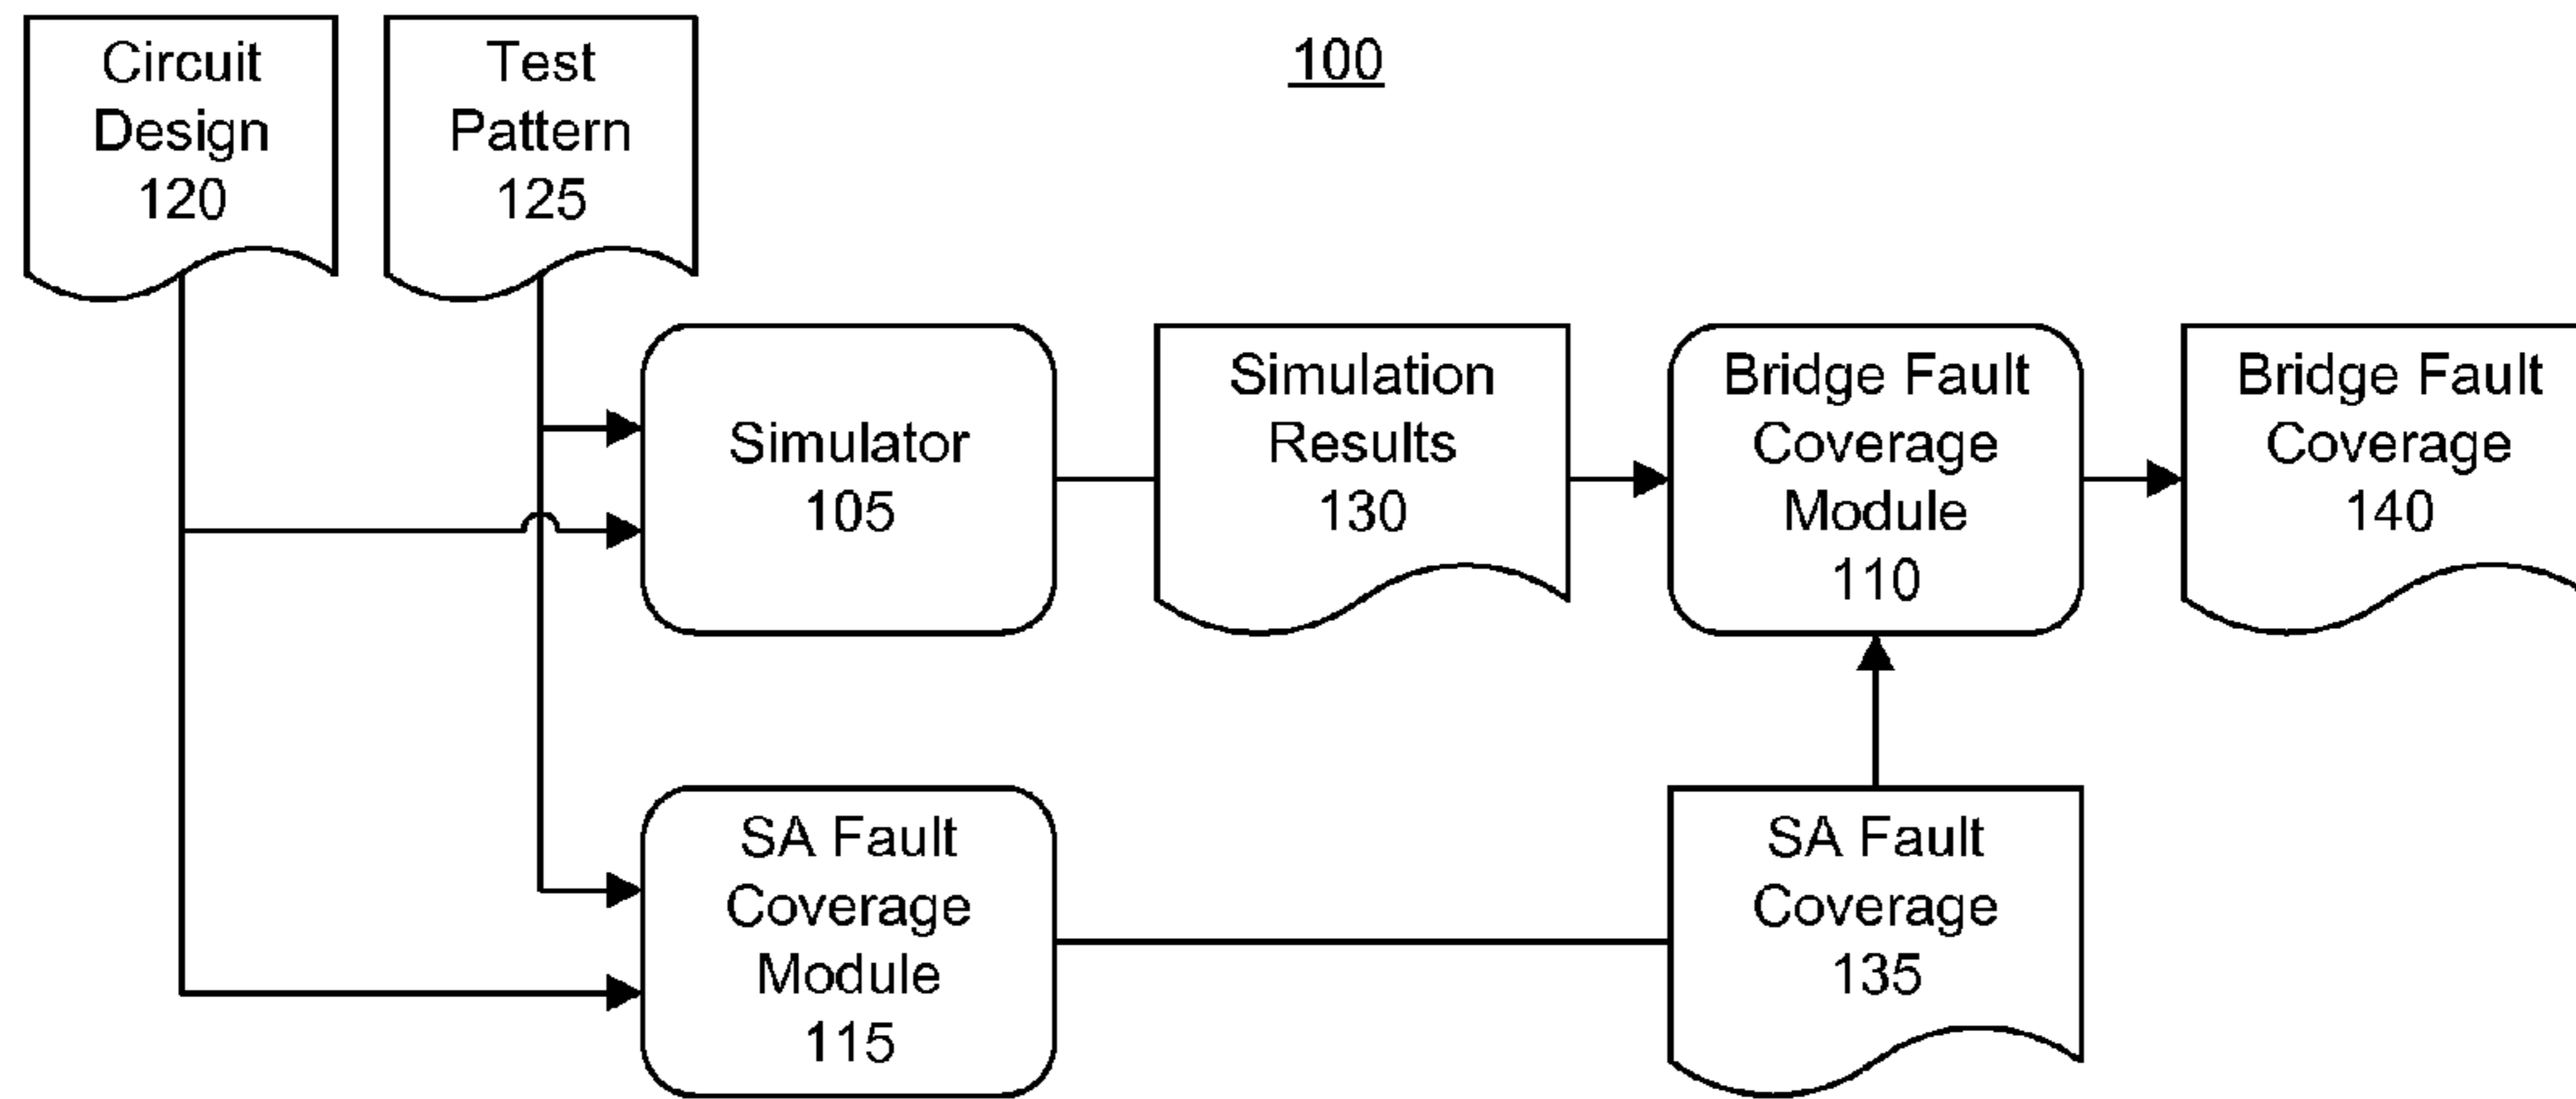 Circuit
Design
120
Test
Pattern
125
100
Simulator
105
Simulation
Results
130
Bridge Fault
Coverage
Module
110
Bridge Fault
Coverage
140
SA Fault
Coverage
Module
115
SA Fault
Coverage
135